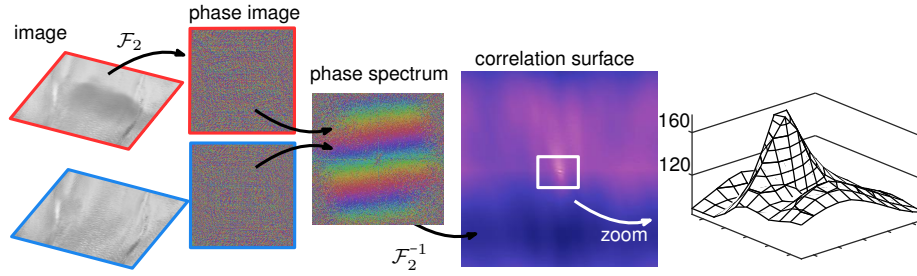 phase image
image
ℱ₂
phase spectrum
correlation surface
160
120
ℱ₂⁻¹
zoom